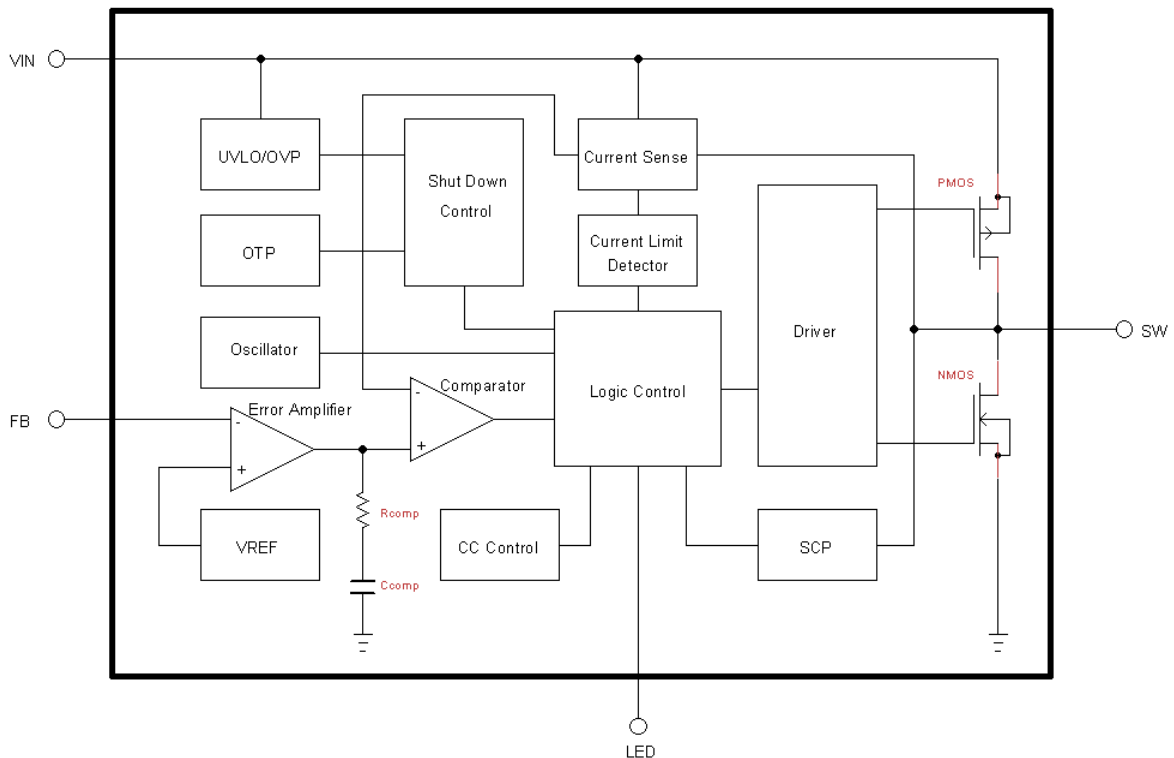 VIN
UVLO/OVP
Shut Down
Control
Current Sense
PMOS
OTP
Current Limit
Detector
Driver
SW
Oscillator
Comparator
-
+
Logic Control
NMOS
FB
Error Amplifier
-
+
VREF
Rcomp
Ccomp
CC Control
SCP
LED